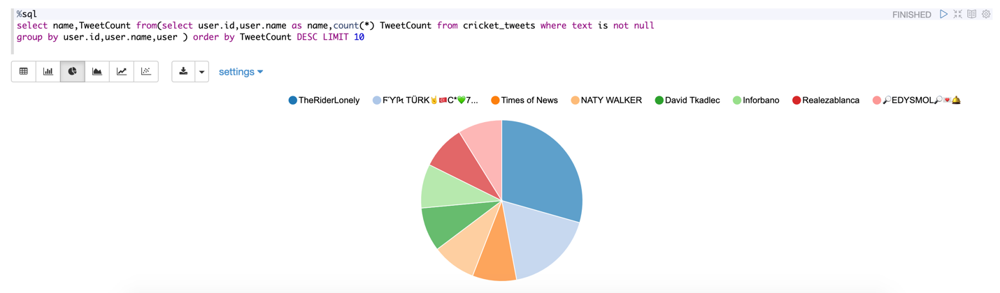 %sql
FINISHED
select name,TweetCount from(select user.id,user.name as name,count(*) TweetCount from cricket_tweets where text is not null
group by user.id,user.name,user ) order by TweetCount DESC LIMIT 10
settings
TheRiderLonely TÜRK🤘🇹🇷C*💚7... Times of News NATY WALKER David Tkadlec Inforbano Realezablanca 🔎EDYSMOL🔎💌🛎